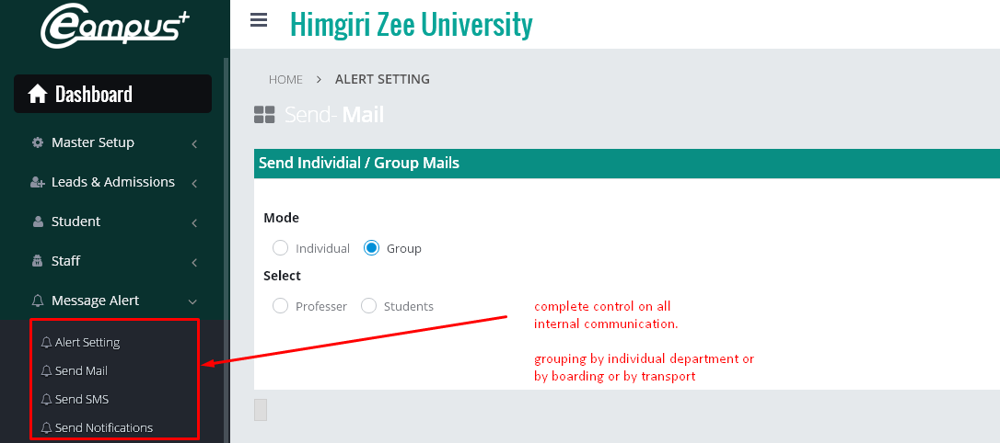 eampus+
Himgiri Zee University
HOME > ALERT SETTING
Send- Mail
Dashboard
Master Setup
Leads & Admissions
Student
Staff
Message Alert
Alert Setting
Send Mail
Send SMS
Send Notifications
Send Individial / Group Mails
Mode
Individual Group
Select
Professer Students
complete control on all
internal communication.
grouping by individual department or
by boarding or by transport